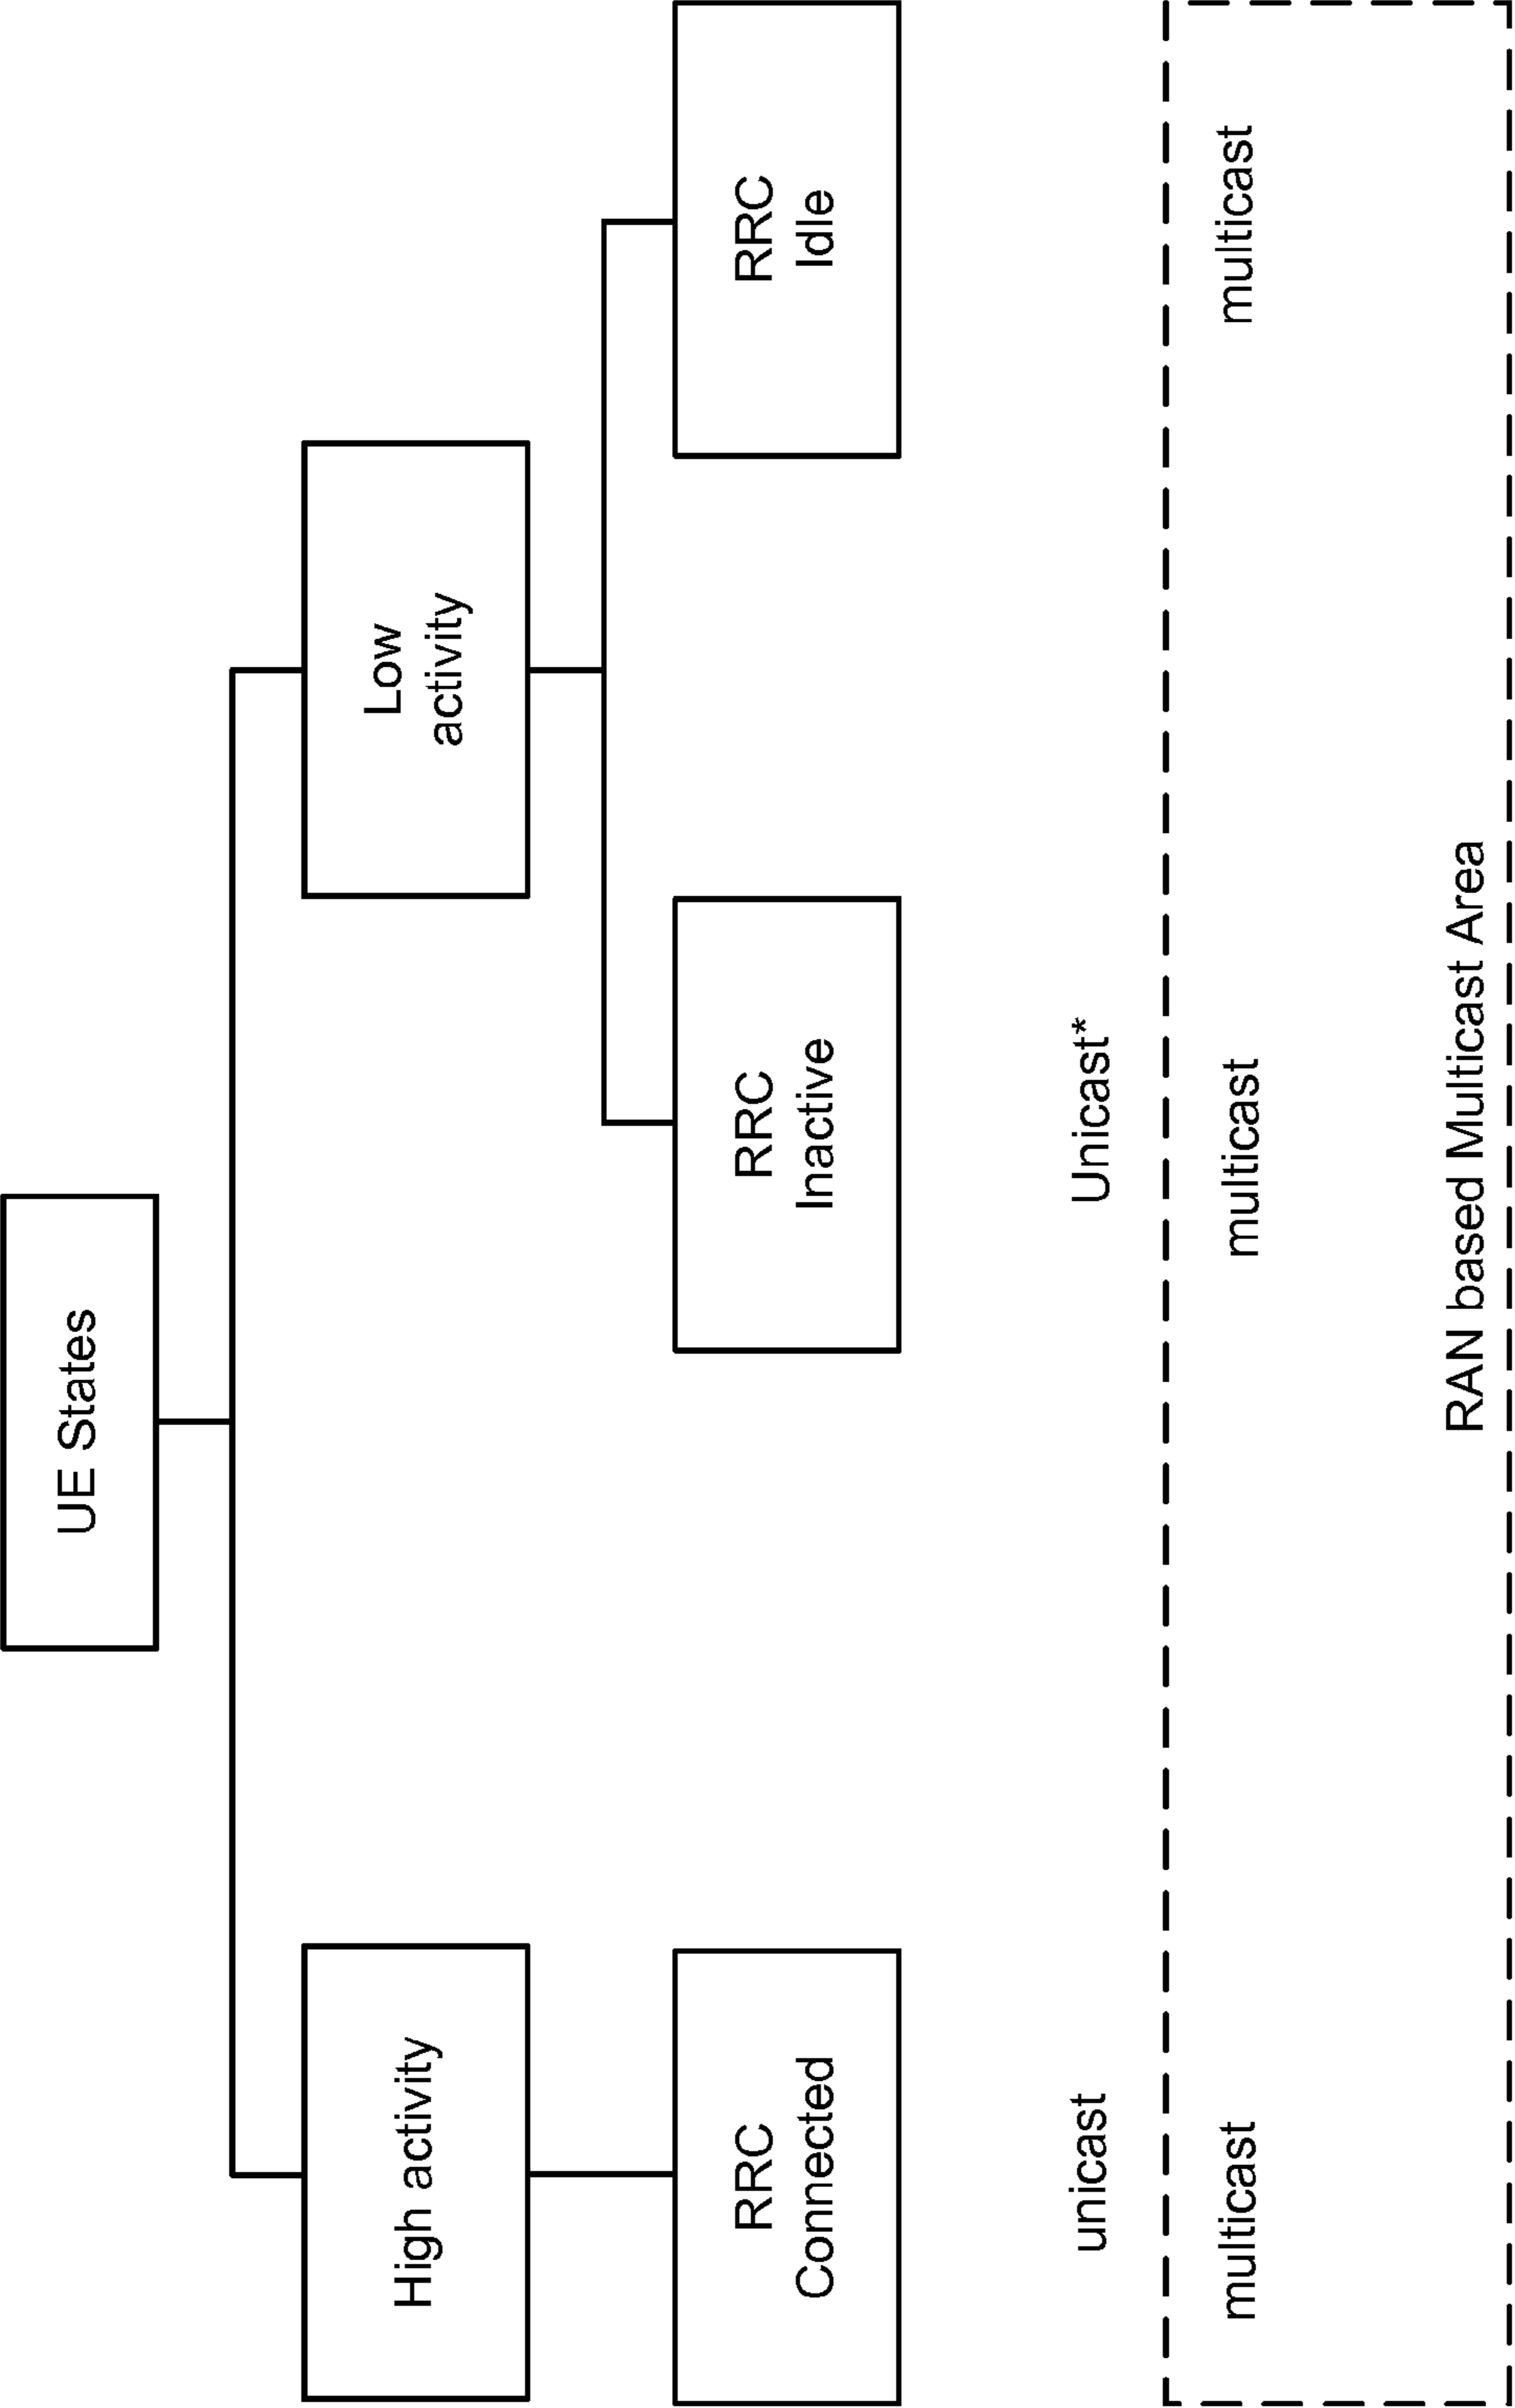 UE States
High activity
Low
activity
RRC
Connected
RRC
Inactive
RRC
Idle
unicast
Unicast*
multicast
multicast
multicast
RAN based Multicast Area